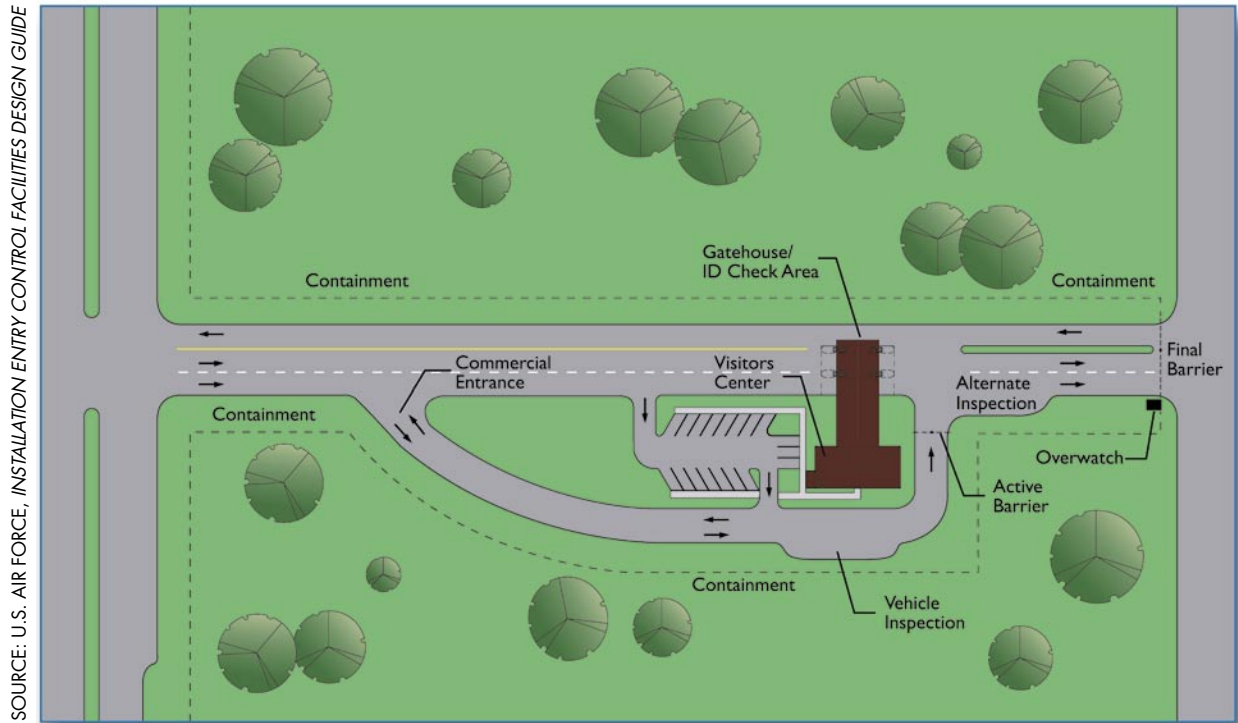 SOURCE: U.S. AIR FORCE, INSTALLATION ENTRY CONTROL FACILITIES DESIGN GUIDE
Gatehouse/
ID Check Area
Containment
Containment
Commercial
Entrance
Visitors
Center
Final
Barrier
Alternate
Inspection
Containment
Overwatch
Active
Barrier
Containment
Vehicle
Inspection